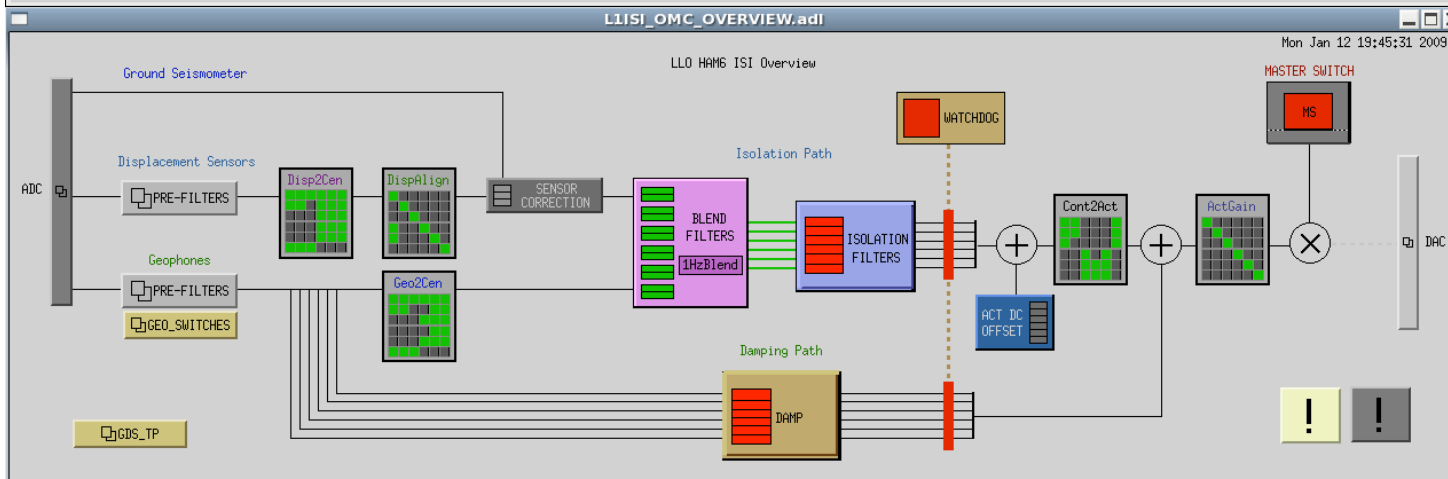 L1ISI_OMC_OVERVIEW.adl
Mon Jan 12 19:45:31 2009
LLO HAM6 ISI Overview
Ground Seismometer
MASTER SWITCH
MS
WATCHDOG
Isolation Path
Displacement Sensors
ADC
PRE-FILTERS
Disp2Cen
DispAlign
SENSOR
CORRECTION
BLEND
FILTERS
1HzBlend
ISOLATION
FILTERS
Cont2Act
ActGain
DAC
Geophones
PRE-FILTERS
GEO_SWITCHES
Geo2Cen
ACT DC
OFFSET
Damping Path
DAMP
GDS_TP
!
!